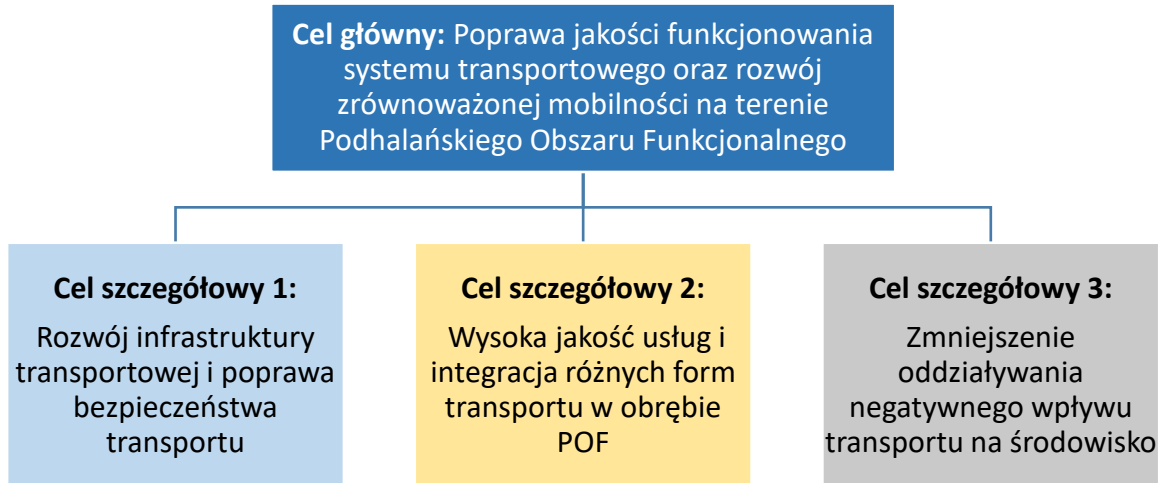 Cel główny: Poprawa jakości funkcjonowania
systemu transportowego oraz rozwój
zrównoważonej mobilności na terenie
Podhalańskiego Obszaru Funkcjonalnego
Cel szczegółowy 1:
Rozwój infrastruktury
transportowej i poprawa
bezpieczeństwa
transportu
Cel szczegółowy 2:
Wysoka jakość usług i
integracja różnych form
transportu w obrębie
POF
Cel szczegółowy 3:
Zmniejszenie
oddziaływania
negatywnego wpływu
transportu na środowisko